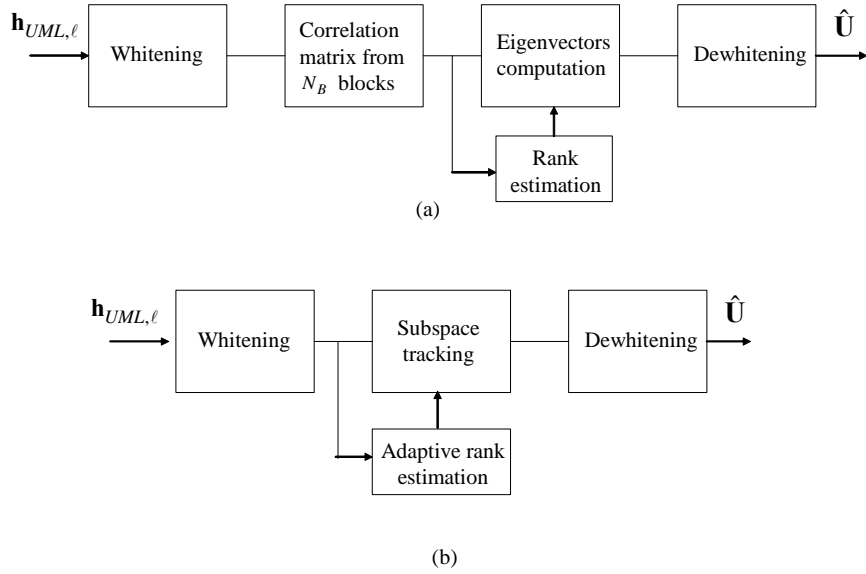 h_{UML,ℓ}
Whitening
Correlation
matrix from
N_B blocks
Eigenvectors
computation
Dewhitening
Û
Rank
estimation
(a)
h_{UML,ℓ}
Whitening
Subspace
tracking
Dewhitening
Û
Adaptive rank
estimation
(b)